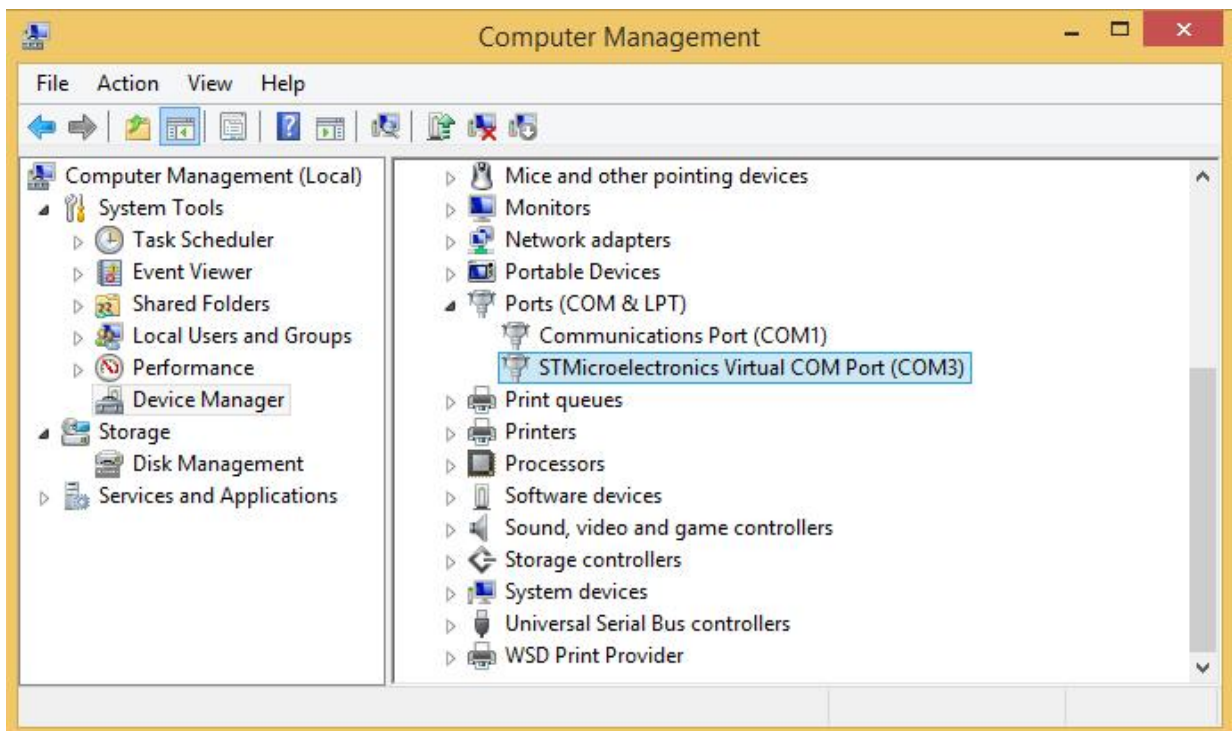 Computer Management
File Action View Help
Computer Management (Local)
System Tools
Task Scheduler
Event Viewer
Shared Folders
Local Users and Groups
Performance
Device Manager
Storage
Disk Management
Services and Applications
Mice and other pointing devices
Monitors
Network adapters
Portable Devices
Ports (COM & LPT)
Communications Port (COM1)
STMicroelectronics Virtual COM Port (COM3)
Print queues
Printers
Processors
Software devices
Sound, video and game controllers
Storage controllers
System devices
Universal Serial Bus controllers
WSD Print Provider